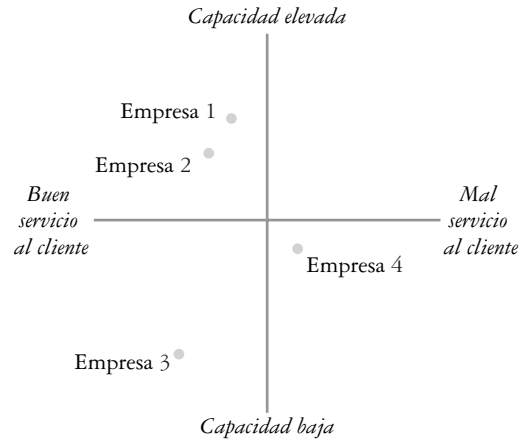 Capacidad elevada
Empresa 1
Empresa 2
Buen
servicio
al cliente
Mal
servicio
al cliente
Empresa 4
Empresa 3
Capacidad baja